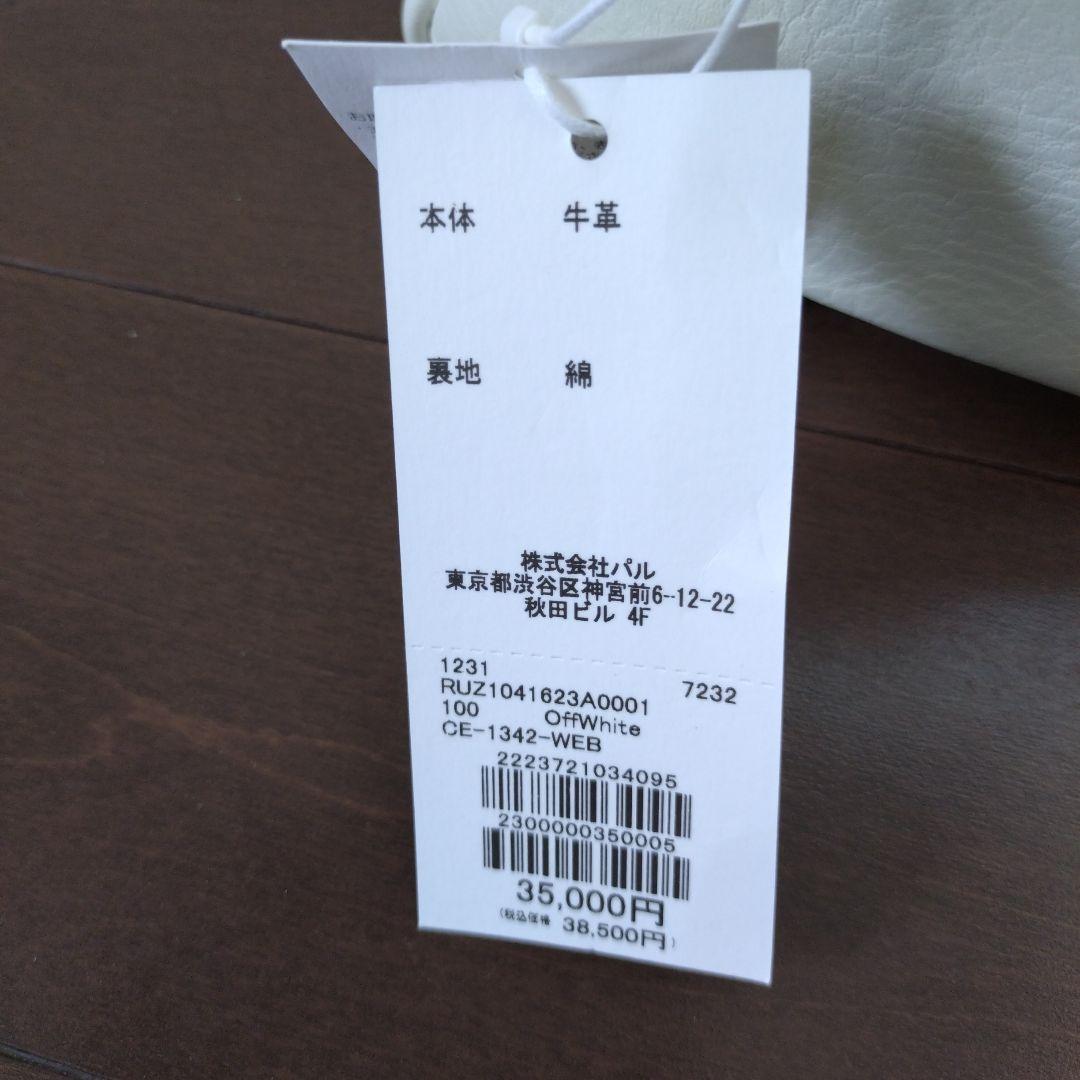 本体 牛革
裏地 綿
株式会社パル
東京都渋谷区神宮前6-12-22
秋田ビル 4F
1231
RUZ1041623A0001 7232
100 OffWhite
CE-1342-WEB
2223721034095
2300000350005
35,000円
(税込価格 38,500円)